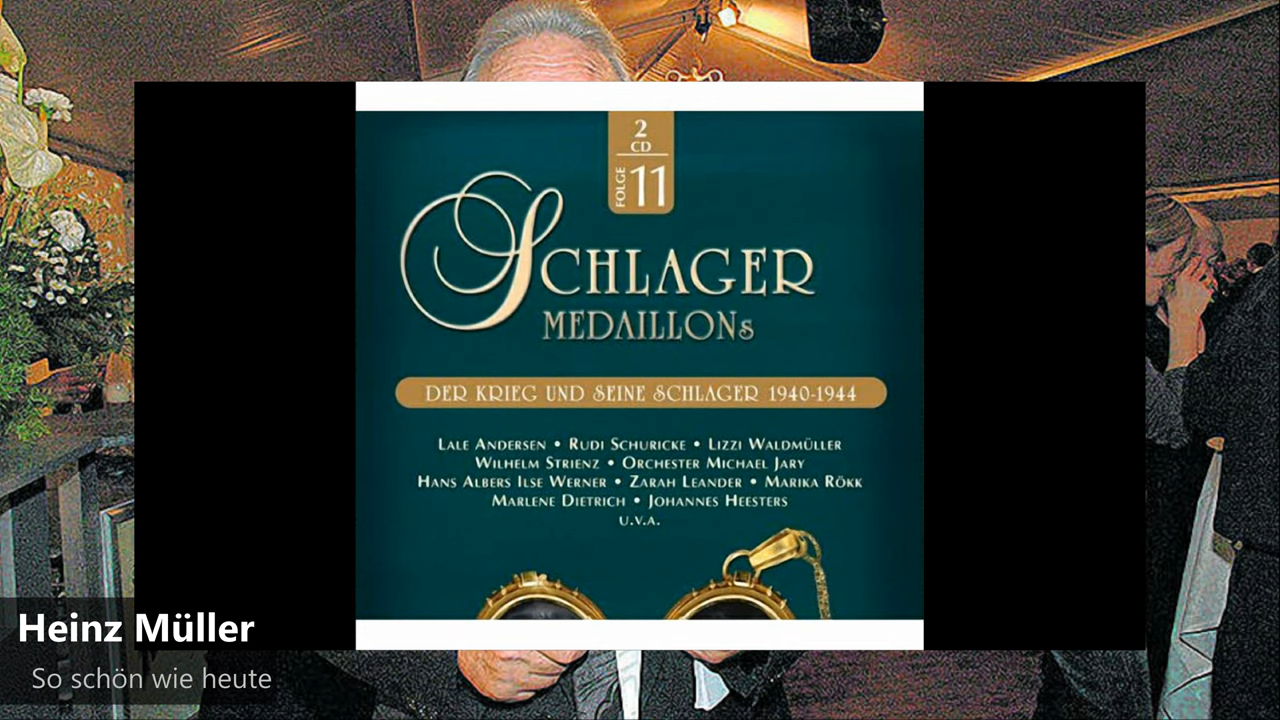 2
CD
FOLGE 11
SCHLAGER
MEDAILLONS
DER KRIEG UND SEINE SCHLAGER 1940-1944
LALE ANDERSEN • RUDI SCHURICKE • LIZZI WALDMÜLLER
WILHELM STRIENZ • ORCHESTER MICHAEL JARY
HANS ALBERS ILSE WERNER • ZARAH LEANDER • MARIKA RÖKK
MARLENE DIETRICH • JOHANNES HEESTERS
U.V.A.
Heinz Müller
So schön wie heute